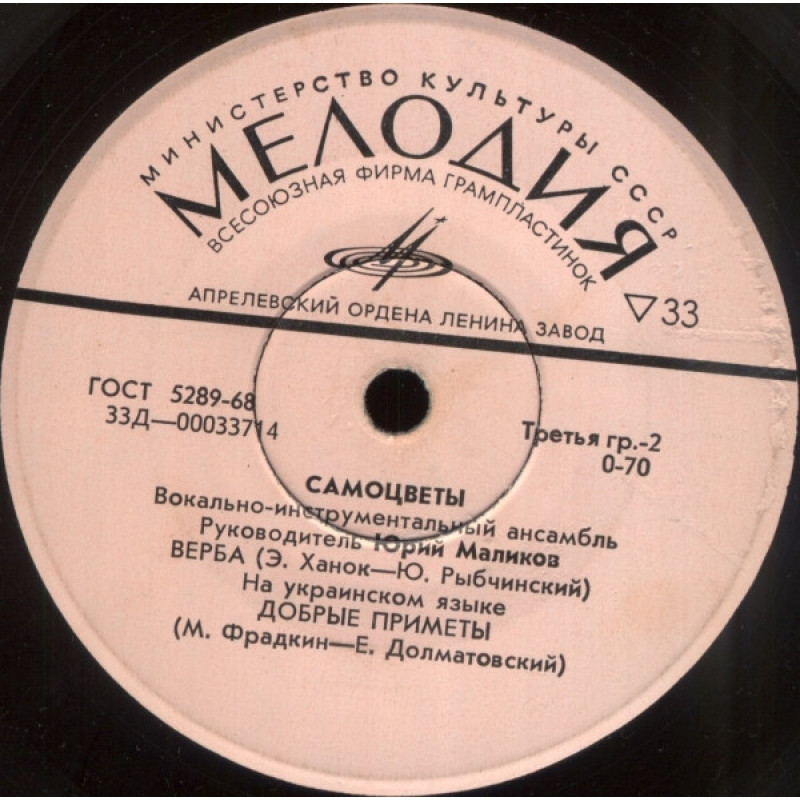 МИНИСТЕРСТВО КУЛЬТУРЫ СССР
МЕЛОДИЯ
ВСЕСОЮЗНАЯ ФИРМА ГРАМПЛАСТИНОК
33
АПРЕЛЕВСКИЙ ОРДЕНА ЛЕНИНА ЗАВОД
ГОСТ 5289-68
33Д—00033714
Третья гр.-2
0-70
САМОЦВЕТЫ
Вокально-инструментальный ансамбль
Руководитель Юрий Маликов
ВЕРБА (Э. Ханок—Ю. Рыбчинский)
На украинском языке
ДОБРЫЕ ПРИМЕТЫ
(М. Фрадкин—Е. Долматовский)